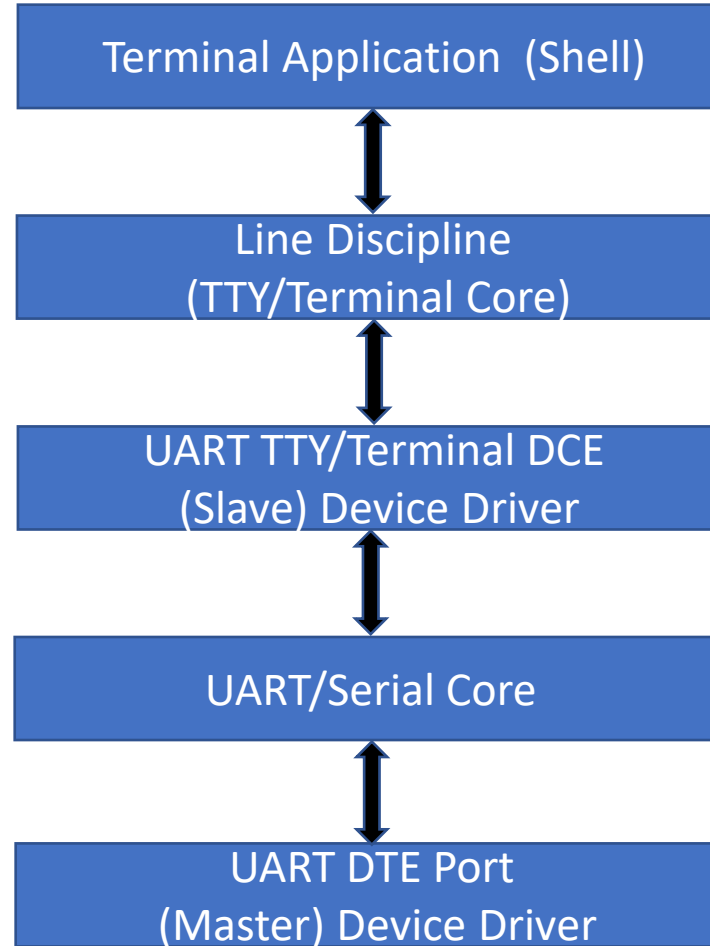 Terminal Application  (Shell)
Line Discipline
(TTY/Terminal Core)
UART TTY/Terminal DCE
(Slave) Device Driver
UART/Serial Core
UART DTE Port
(Master) Device Driver